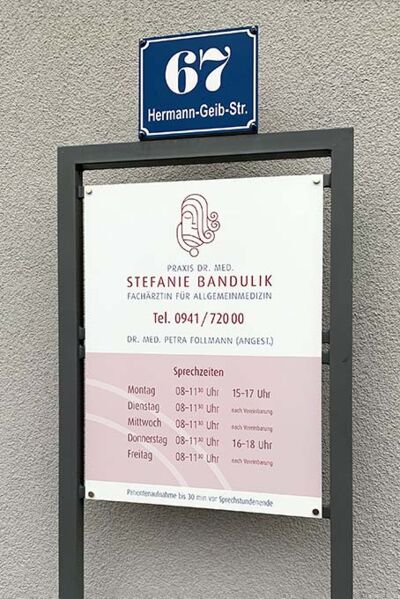 67
Hermann-Geib-Str.
PRAXIS DR. MED.
STEFANIE BANDULIK
FACHÄRZTIN FÜR ALLGEMEINMEDIZIN
Tel. 0941/720 00
DR. MED. PETRA FOLLMANN (ANGEST.)
Sprechzeiten
Montag 08–11³⁰ Uhr 15–17 Uhr
Dienstag 08–11³⁰ Uhr nach Vereinbarung
Mittwoch 08–11³⁰ Uhr nach Vereinbarung
Donnerstag 08–11³⁰ Uhr 16–18 Uhr
Freitag 08–11³⁰ Uhr nach Vereinbarung
Patientenaufnahme bis 30 min vor Sprechstundenende